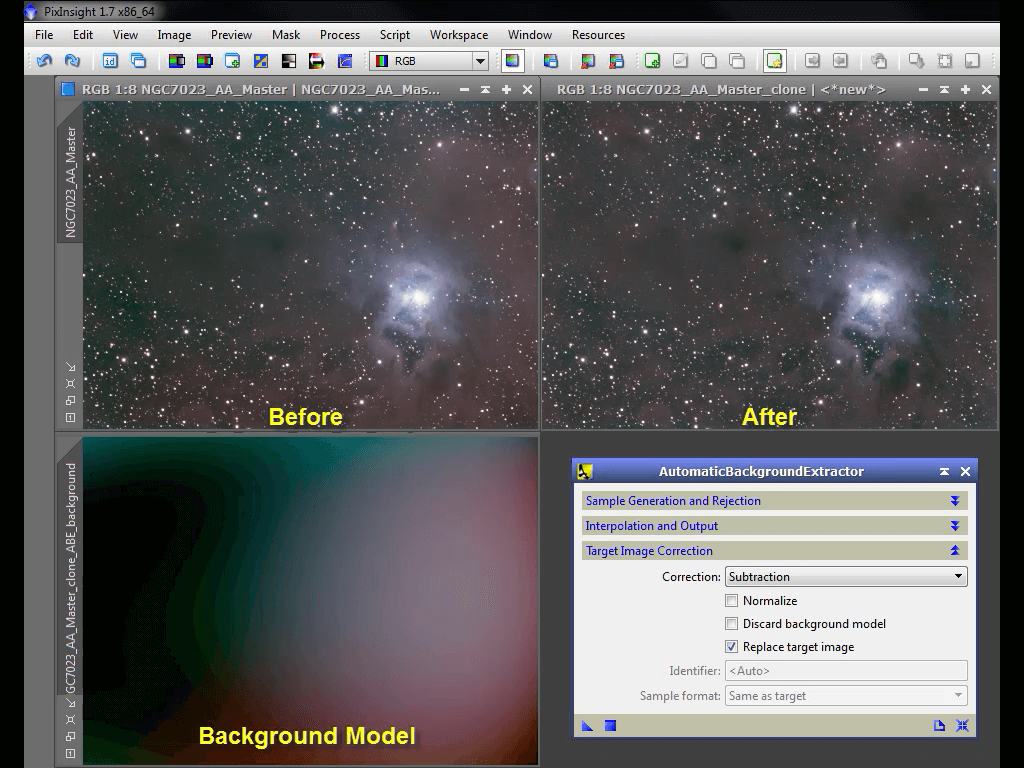 PixInsight 1.7 x86_64
File Edit View Image Preview Mask Process Script Workspace Window Resources
id RGB
RGB 1:8 NGC7023_AA_Master | NGC7023_AA_Mas...
RGB 1:8 NGC7023_AA_Master_clone | <*new*>
NGC7023_AA_Master
Before
After
GC7023_AA_Master_clone_ABE_background
Background Model
AutomaticBackgroundExtractor
Sample Generation and Rejection
Interpolation and Output
Target Image Correction
Correction: Subtraction
Normalize
Discard background model
Replace target image
Identifier: <Auto>
Sample format: Same as target